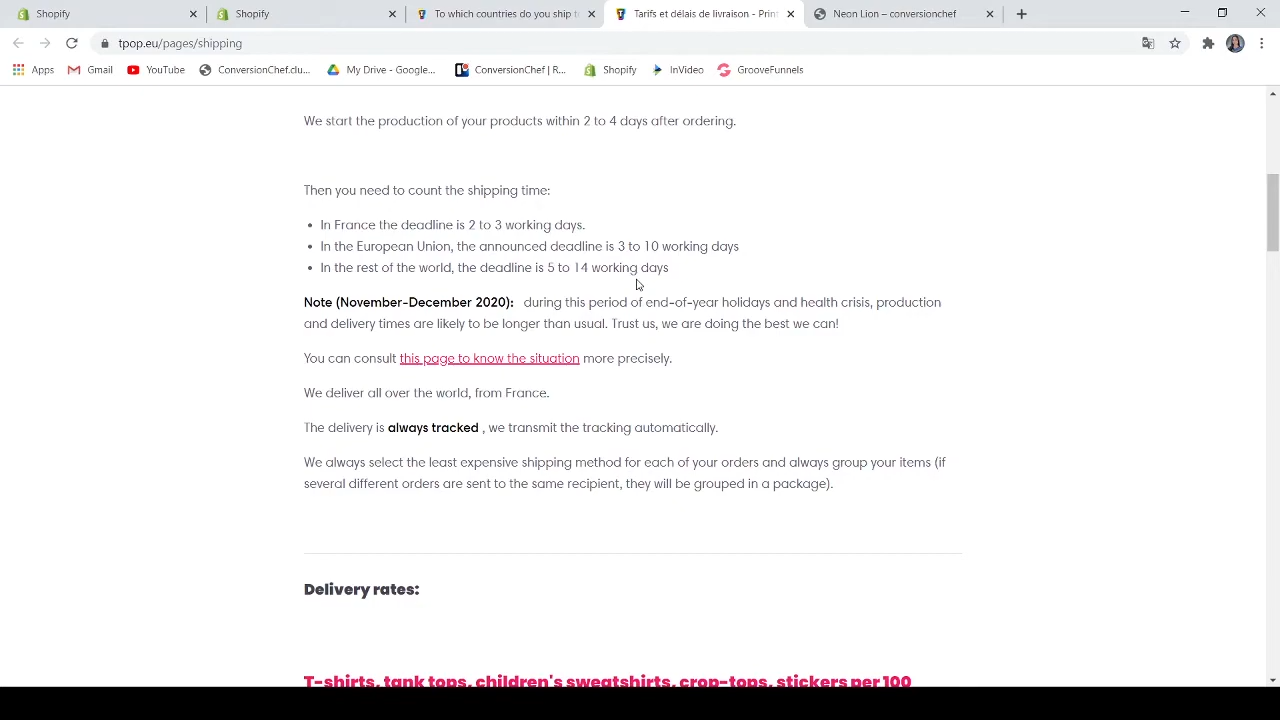 Shopify
Shopify
To which countries do you ship t
Tarifs et délais de livraison - Prin
Neon Lion – conversionchef
tpop.eu/pages/shipping
Apps
Gmail
YouTube
ConversionChef.clu...
My Drive - Google...
ConversionChef | R...
Shopify
InVideo
GrooveFunnels
We start the production of your products within 2 to 4 days after ordering.
Then you need to count the shipping time:
• In France the deadline is 2 to 3 working days.
• In the European Union, the announced deadline is 3 to 10 working days
• In the rest of the world, the deadline is 5 to 14 working days
Note (November-December 2020): during this period of end-of-year holidays and health crisis, production
and delivery times are likely to be longer than usual. Trust us, we are doing the best we can!
You can consult this page to know the situation more precisely.
We deliver all over the world, from France.
The delivery is always tracked , we transmit the tracking automatically.
We always select the least expensive shipping method for each of your orders and always group your items (if
several different orders are sent to the same recipient, they will be grouped in a package).
Delivery rates:
T-shirts, tank tops, children's sweatshirts, crop-tops, stickers per 100